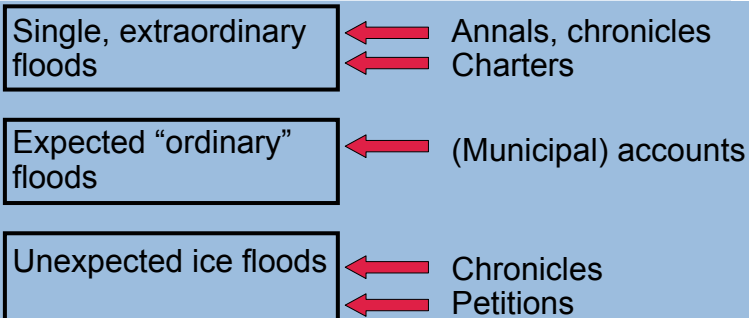 Single, extraordinary
floods
Annals, chronicles
Charters
Expected “ordinary”
floods
(Municipal) accounts
Unexpected ice floods
Chronicles
Petitions